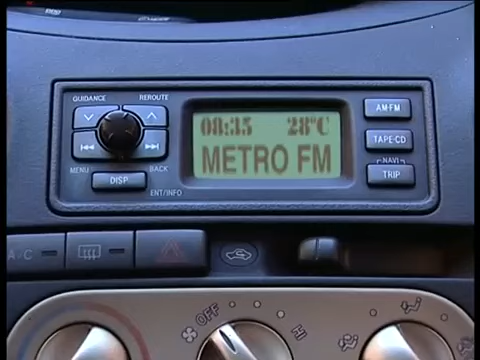 GUIDANCE REROUTE
MENU BACK
DISP
ENT/INFO
08:35 28°C
METRO FM
AM•FM
TAPE•CD
NAVI
TRIP
A/C
OFF
HI